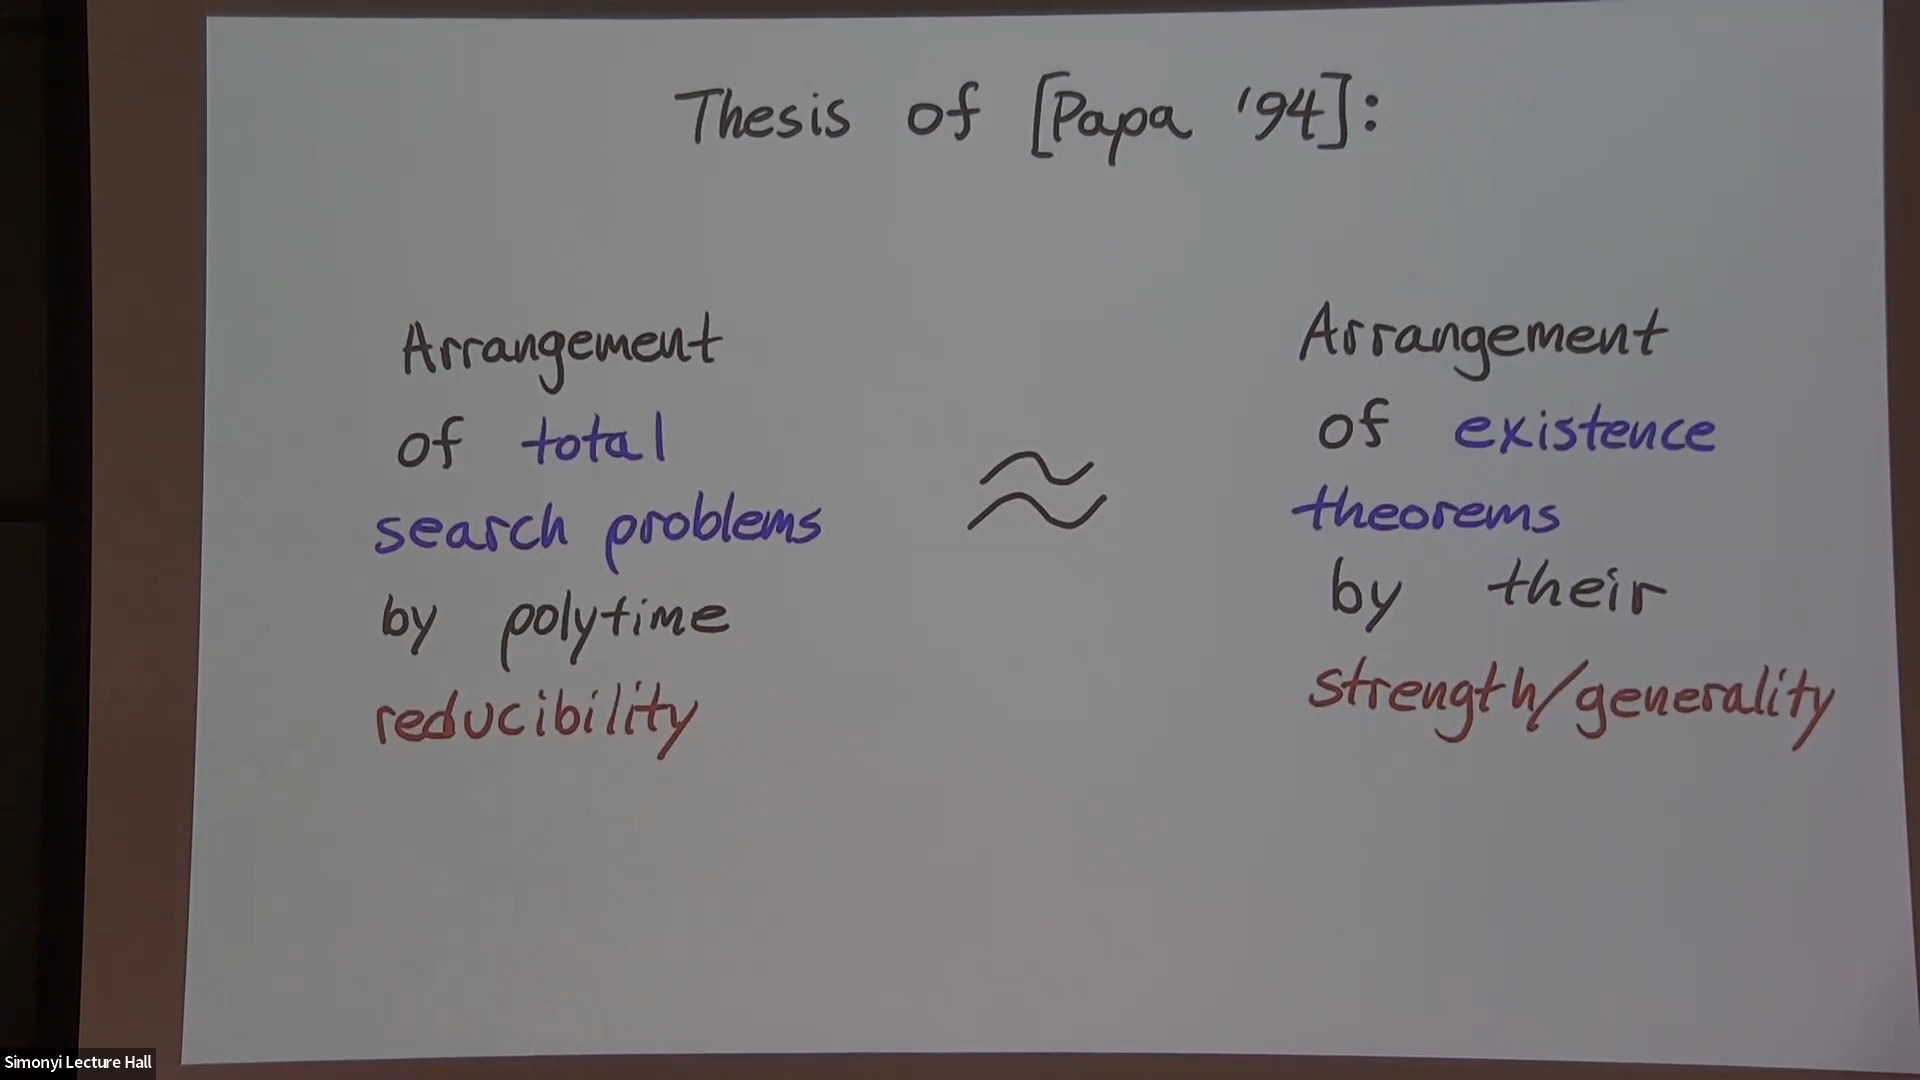 Thesis of [Papa '94]:
Arrangement
of total
search problems
by polytime
reducibility
≈
Arrangement
of existence
theorems
by their
strength/generality
Simonyi Lecture Hall